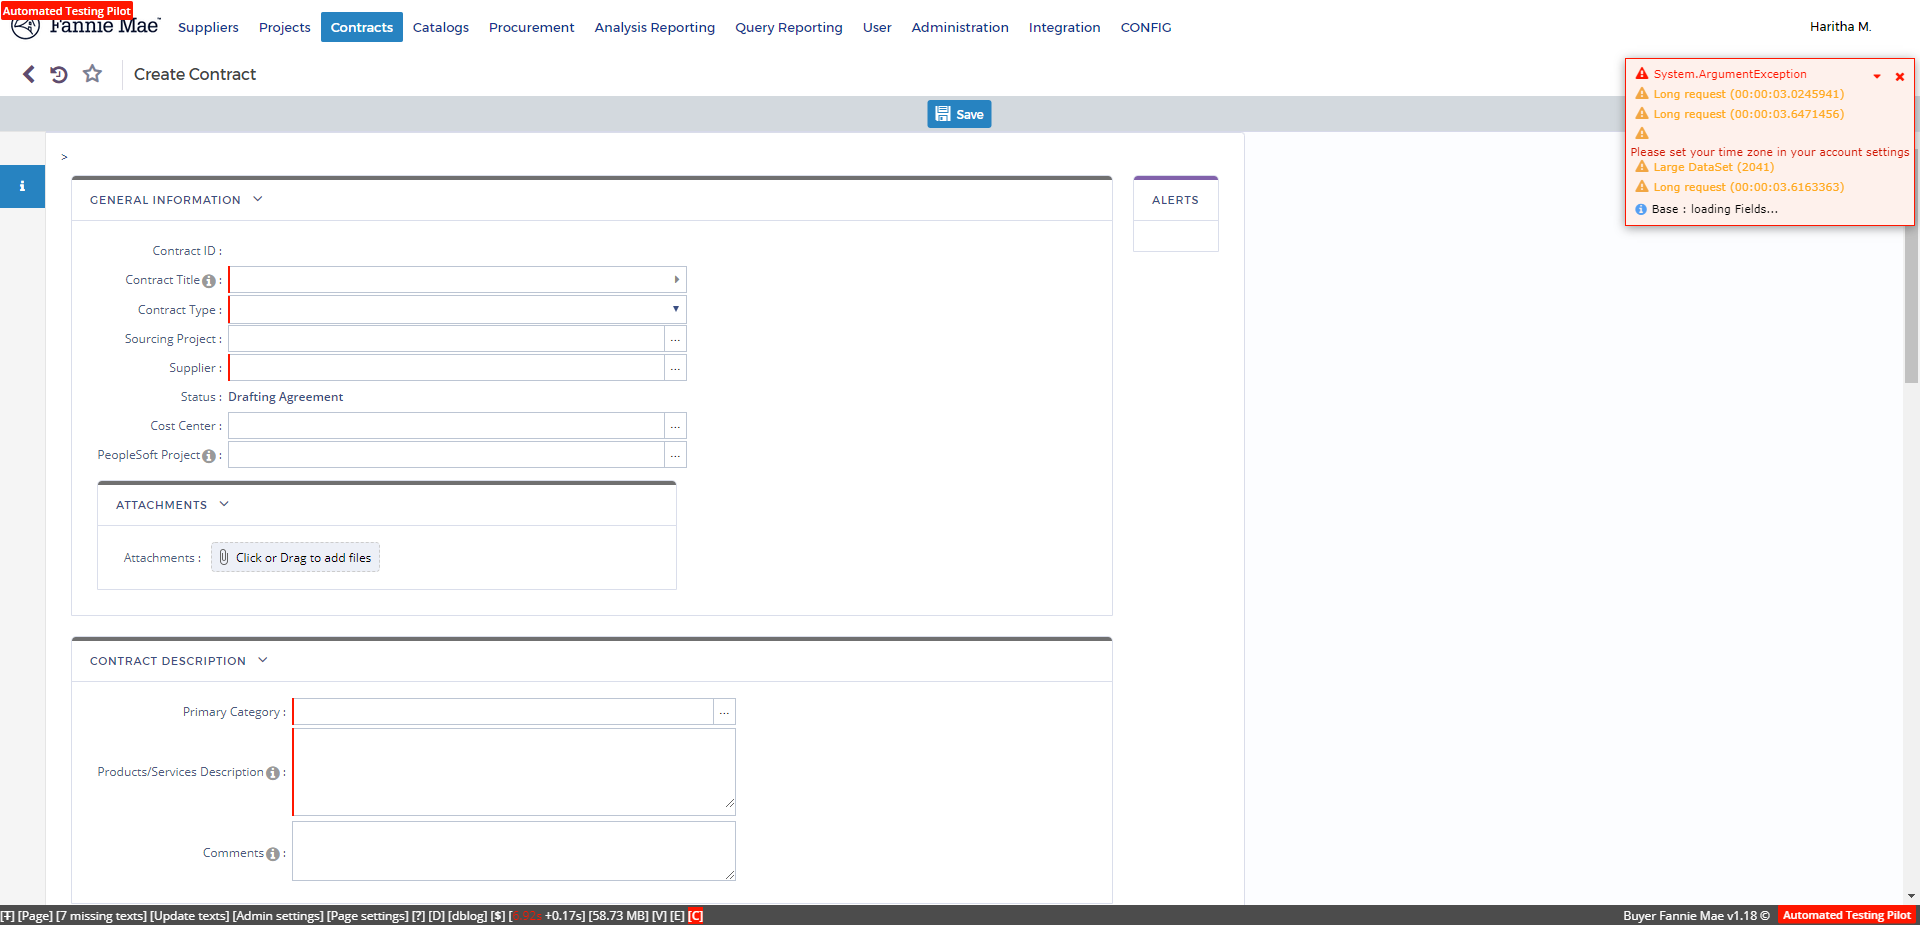 Automated Testing Pilot
Fannie Mae
Suppliers Projects Contracts Catalogs Procurement Analysis Reporting Query Reporting User Administration Integration CONFIG
Haritha M.
Create Contract
System.ArgumentException
Long request (00:00:03.0245941)
Long request (00:00:03.6471456)
Please set your time zone in your account settings
Large DataSet (2041)
Long request (00:00:03.6163363)
Base : loading Fields...
Save
>
GENERAL INFORMATION
ALERTS
Contract ID :
Contract Title :
Contract Type :
Sourcing Project : ...
Supplier : ...
Status : Drafting Agreement
Cost Center : ...
PeopleSoft Project : ...
ATTACHMENTS
Attachments : Click or Drag to add files
CONTRACT DESCRIPTION
Primary Category : ...
Products/Services Description :
Comments :
[T] [Page] [7 missing texts] [Update texts] [Admin settings] [Page settings] [?] [D] [dblog] [$] [ +0.17s] [58.73 MB] [V] [E] [C]
Buyer Fannie Mae v1.18 © Automated Testing Pilot